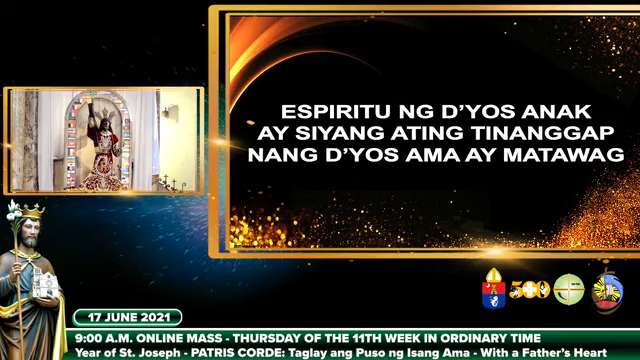 ESPIRITU NG D'YOS ANAK
AY SIYANG ATING TINANGGAP
NANG D'YOS AMA AY MATAWAG
500
17 JUNE 2021
9:00 A.M. ONLINE MASS - THURSDAY OF THE 11TH WEEK IN ORDINARY TIME
Year of St. Joseph - PATRIS CORDE: Taglay ang Puso ng Isang Ama - With a Father's Heart